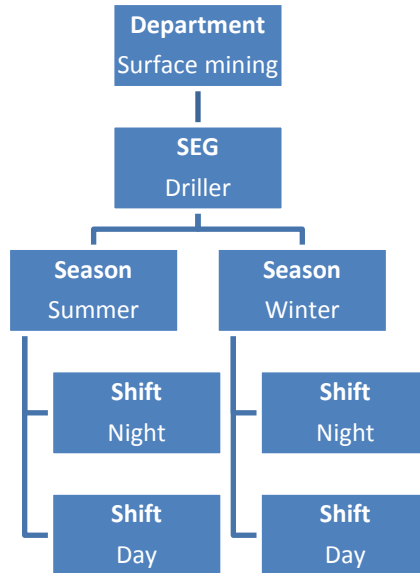 Department
Surface mining
SEG
Driller
Season
Summer
Season
Winter
Shift
Night
Shift
Night
Shift
Day
Shift
Day